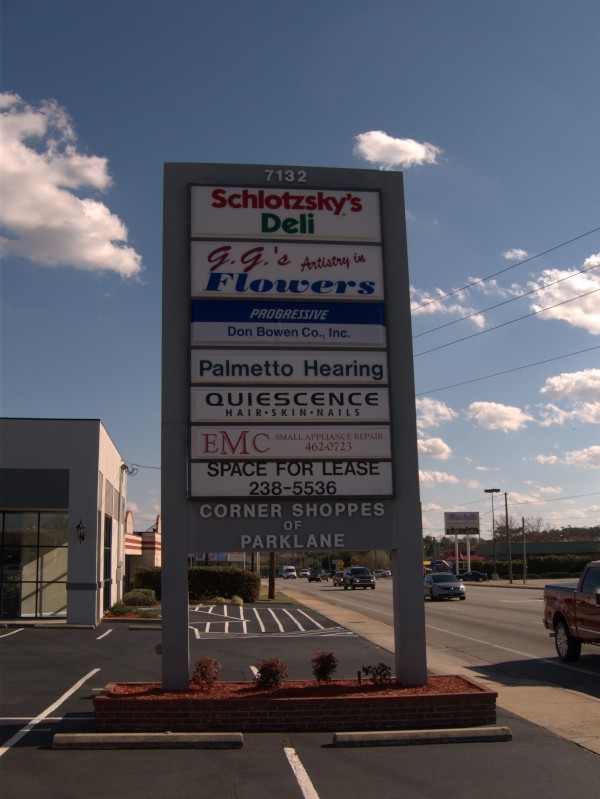 7132
Schlotzsky's
Deli
G.G.'s Artistry in
Flowers
PROGRESSIVE
Don Bowen Co., Inc.
Palmetto Hearing
QUIESCENCE
HAIR•SKIN•NAILS
EMC SMALL APPLIANCE REPAIR
462-0723
SPACE FOR LEASE
238-5536
CORNER SHOPPES
OF
PARKLANE